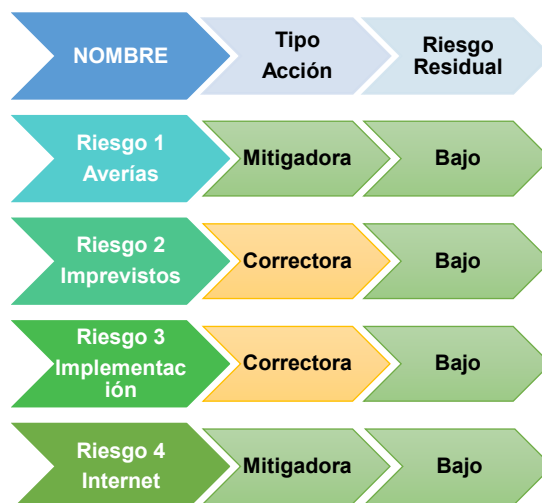 NOMBRE
Tipo
Acción
Riesgo
Residual
Riesgo 1
Averías
Mitigadora
Bajo
Riesgo 2
Imprevistos
Correctora
Bajo
Riesgo 3
Implementac
ión
Correctora
Bajo
Riesgo 4
Internet
Mitigadora
Bajo